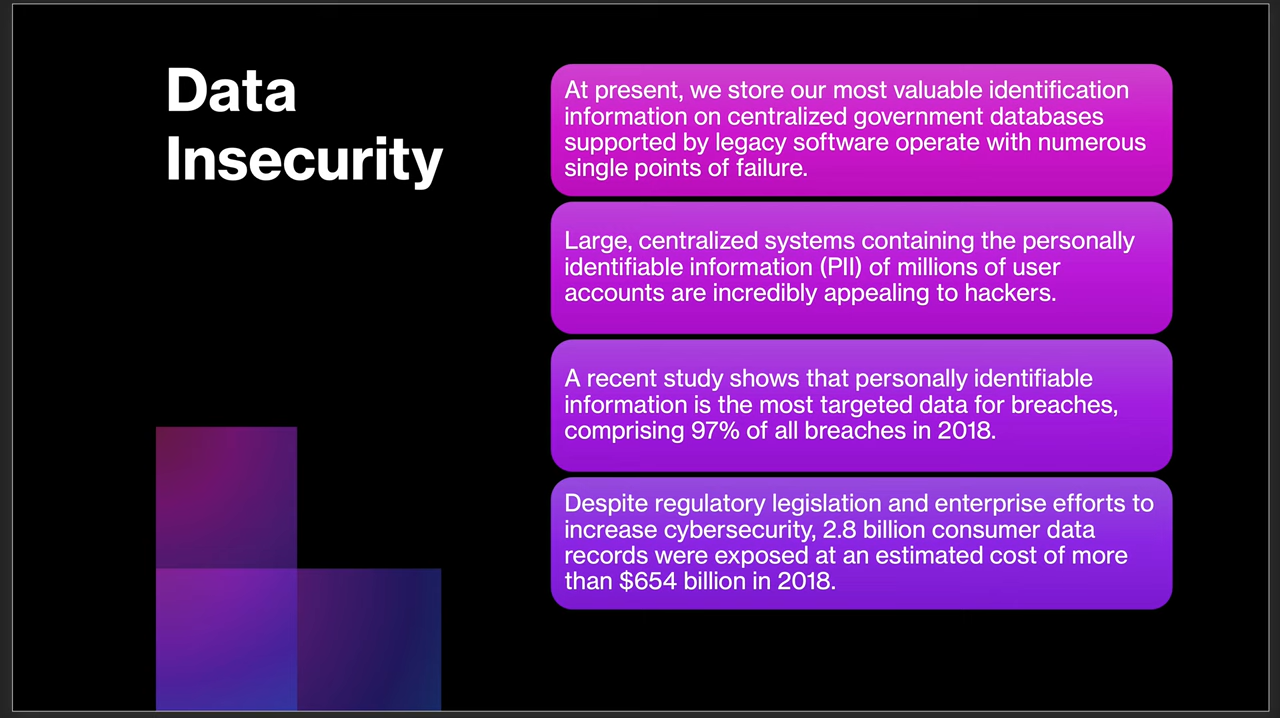 Data
Insecurity
At present, we store our most valuable identification
information on centralized government databases
supported by legacy software operate with numerous
single points of failure.
Large, centralized systems containing the personally
identifiable information (PII) of millions of user
accounts are incredibly appealing to hackers.
A recent study shows that personally identifiable
information is the most targeted data for breaches,
comprising 97% of all breaches in 2018.
Despite regulatory legislation and enterprise efforts to
increase cybersecurity, 2.8 billion consumer data
records were exposed at an estimated cost of more
than $654 billion in 2018.